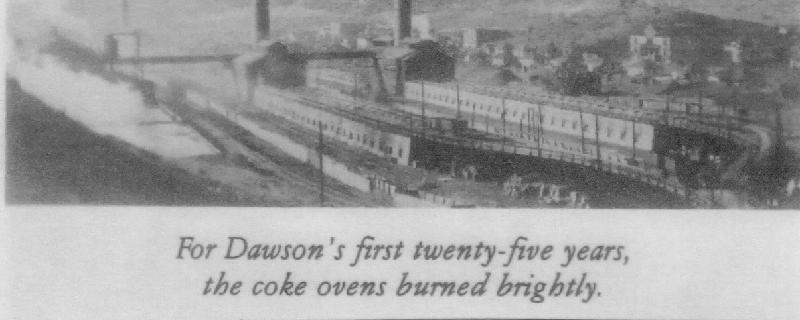 For Dawson's first twenty-five years,
the coke ovens burned brightly.